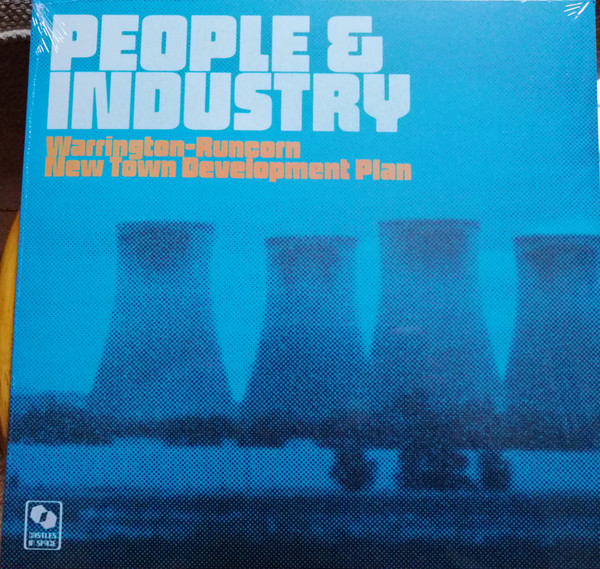 PEOPLE &
INDUSTRY
Warrington-Runcorn
New Town Development Plan
CASTLES
IN SPACE